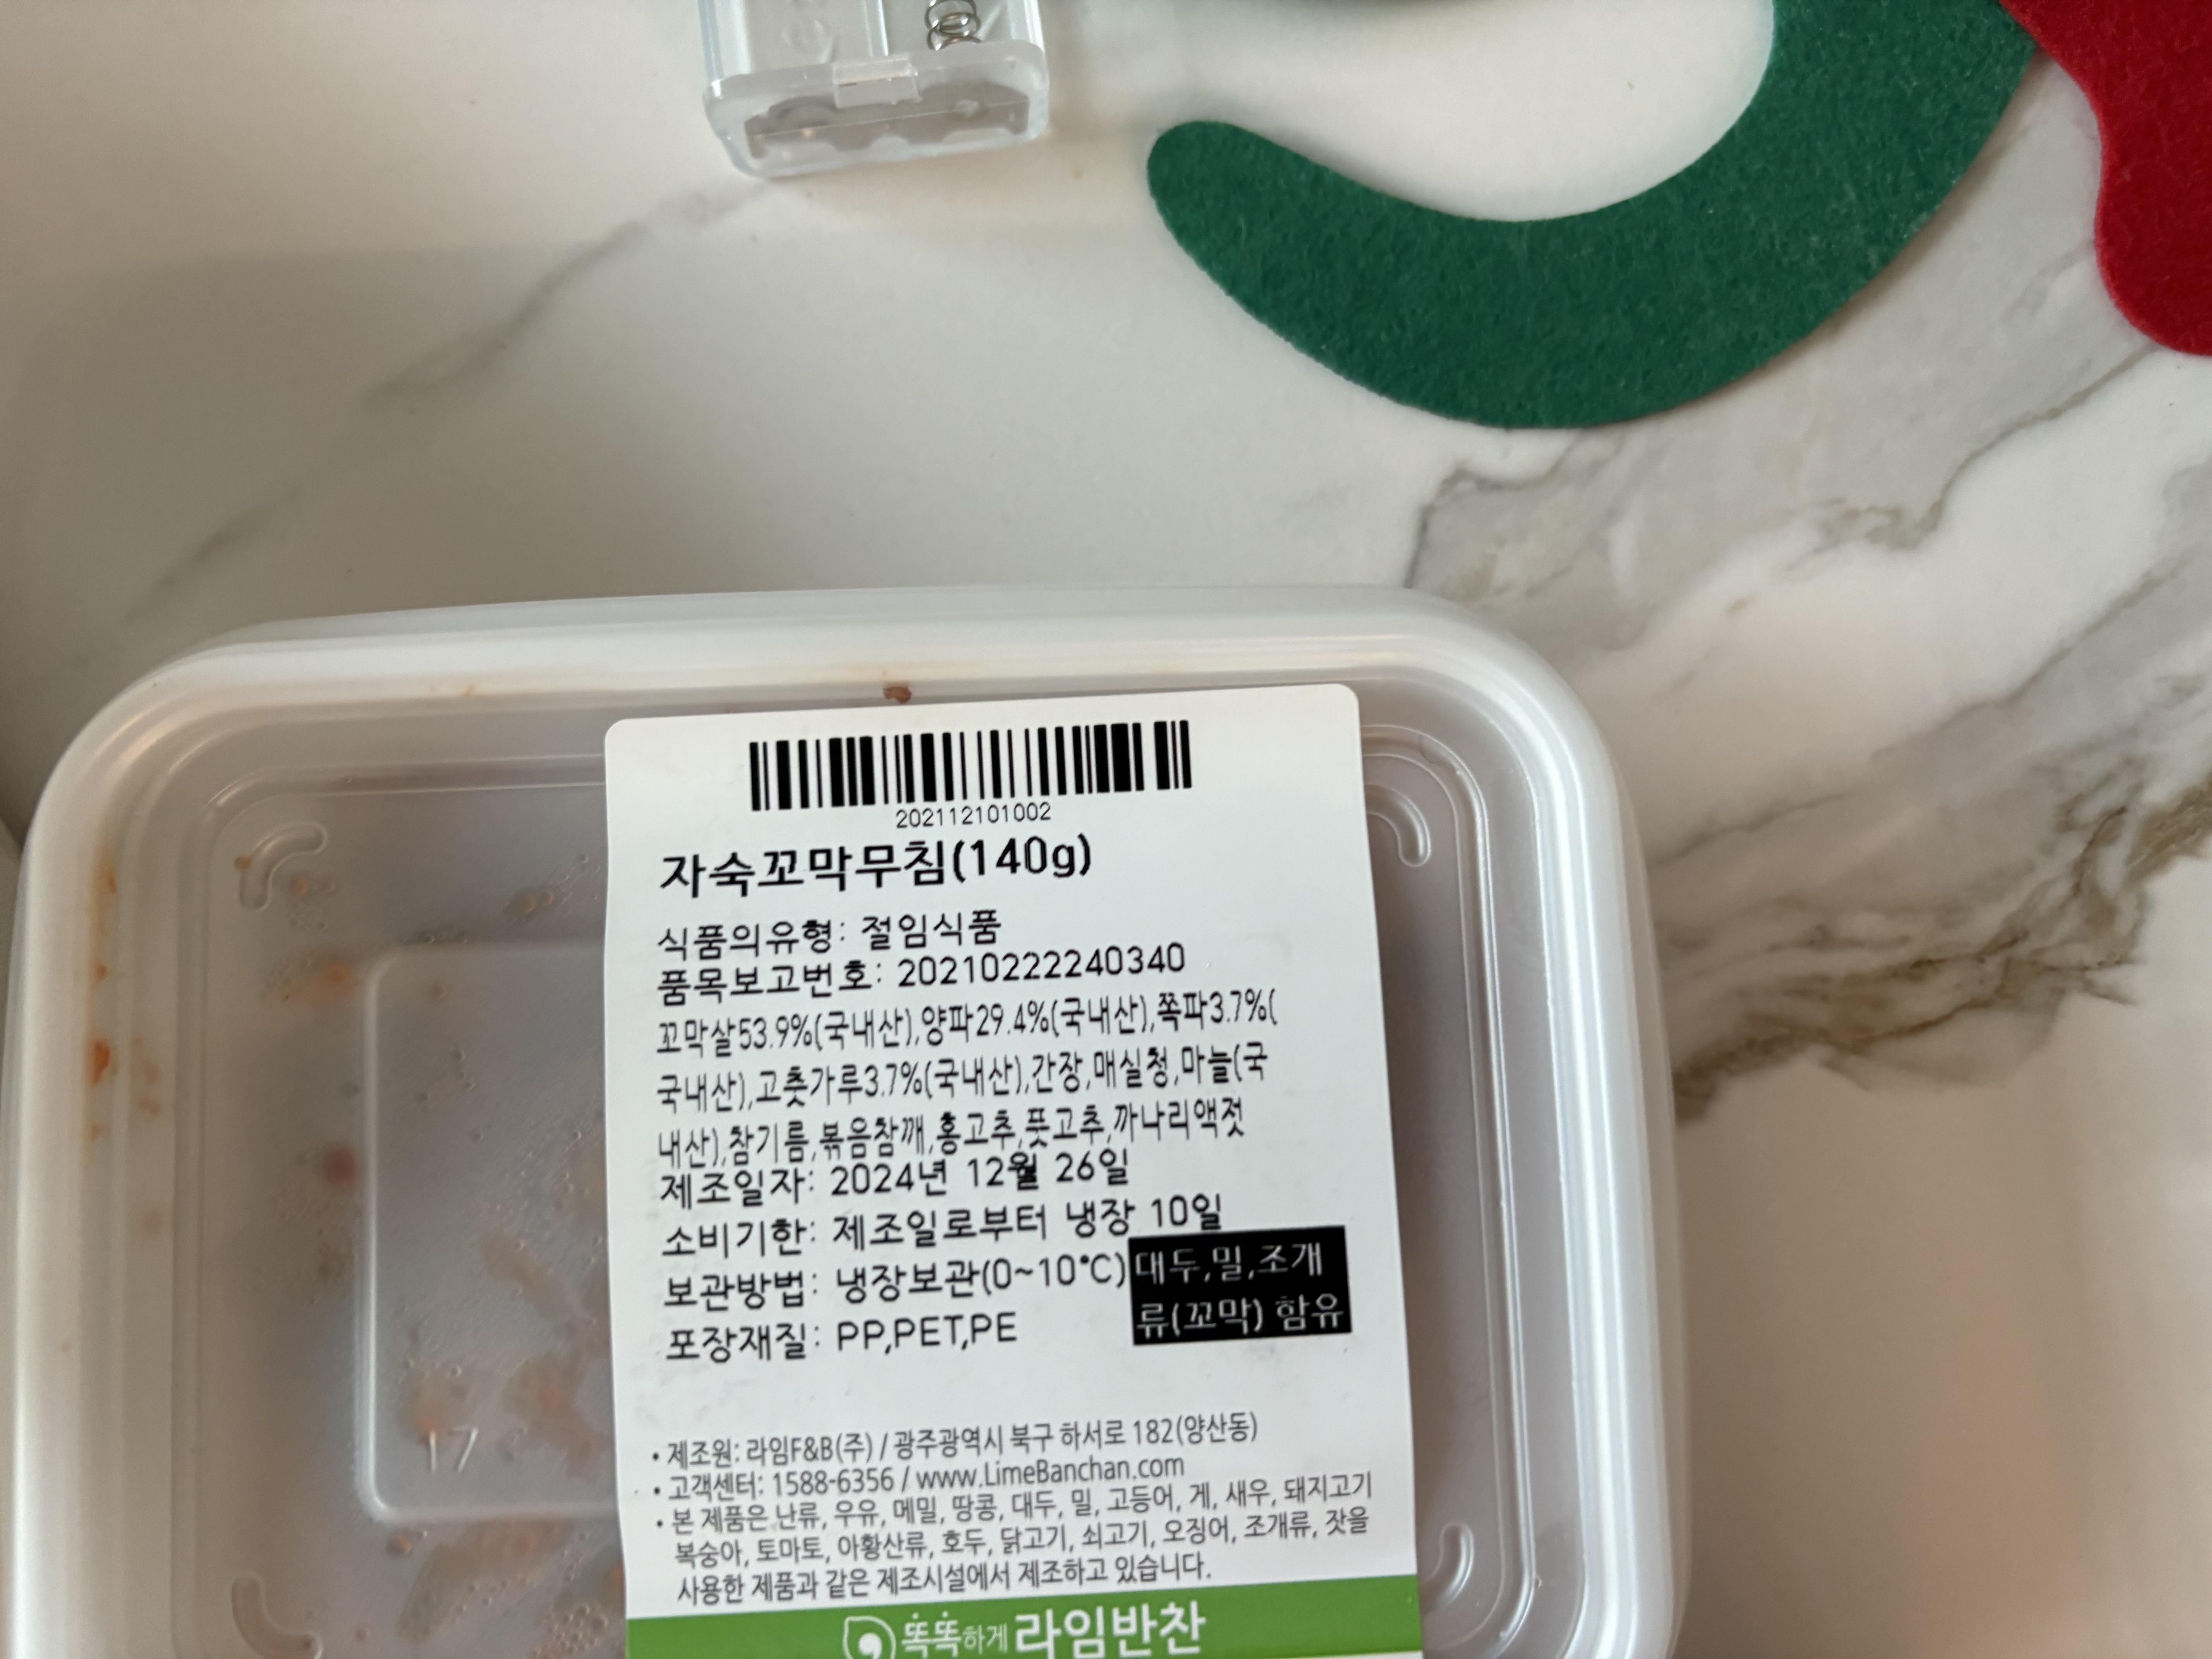 202112101002
자숙꼬막무침(140g)
식품의유형: 절임식품
품목보고번호: 20210222240340
꼬막살53.9%(국내산),양파29.4%(국내산),쪽파3.7%(
국내산),고춧가루3.7%(국내산),간장,매실청,마늘(국
내산),참기름,볶음참깨,홍고추,풋고추,까나리액젓
제조일자: 2024년 12월 26일
소비기한: 제조일로부터 냉장 10일
보관방법: 냉장보관(0~10°C)
대두,밀,조개
류(꼬막) 함유
포장재질: PP,PET,PE
• 제조원: 라임F&B(주) / 광주광역시 북구 하서로 182(양산동)
• 고객센터: 1588-6356 / www.LimeBanchan.com
• 본 제품은 난류, 우유, 메밀, 땅콩, 대두, 밀, 고등어, 게, 새우, 돼지고기
복숭아, 토마토, 아황산류, 호두, 닭고기, 쇠고기, 오징어, 조개류, 잣을
사용한 제품과 같은 제조시설에서 제조하고 있습니다.
똑똑하게 라임반찬
17